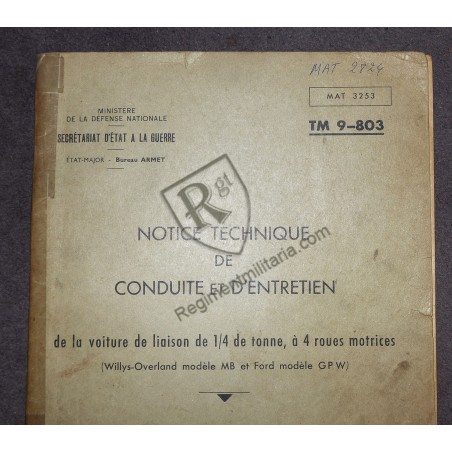 MAT 2824
MAT 3253
TM 9-803
MINISTÈRE
DE LA DÉFENSE NATIONALE
SECRÉTARIAT D'ÉTAT A LA GUERRE
ÉTAT-MAJOR - Bureau ARMET
Rgt
Regimentmilitaria.com
NOTICE TECHNIQUE
DE
CONDUITE ET D'ENTRETIEN
de la voiture de liaison de 1/4 de tonne, à 4 roues motrices
(Willys-Overland modèle MB et Ford modèle GPW)